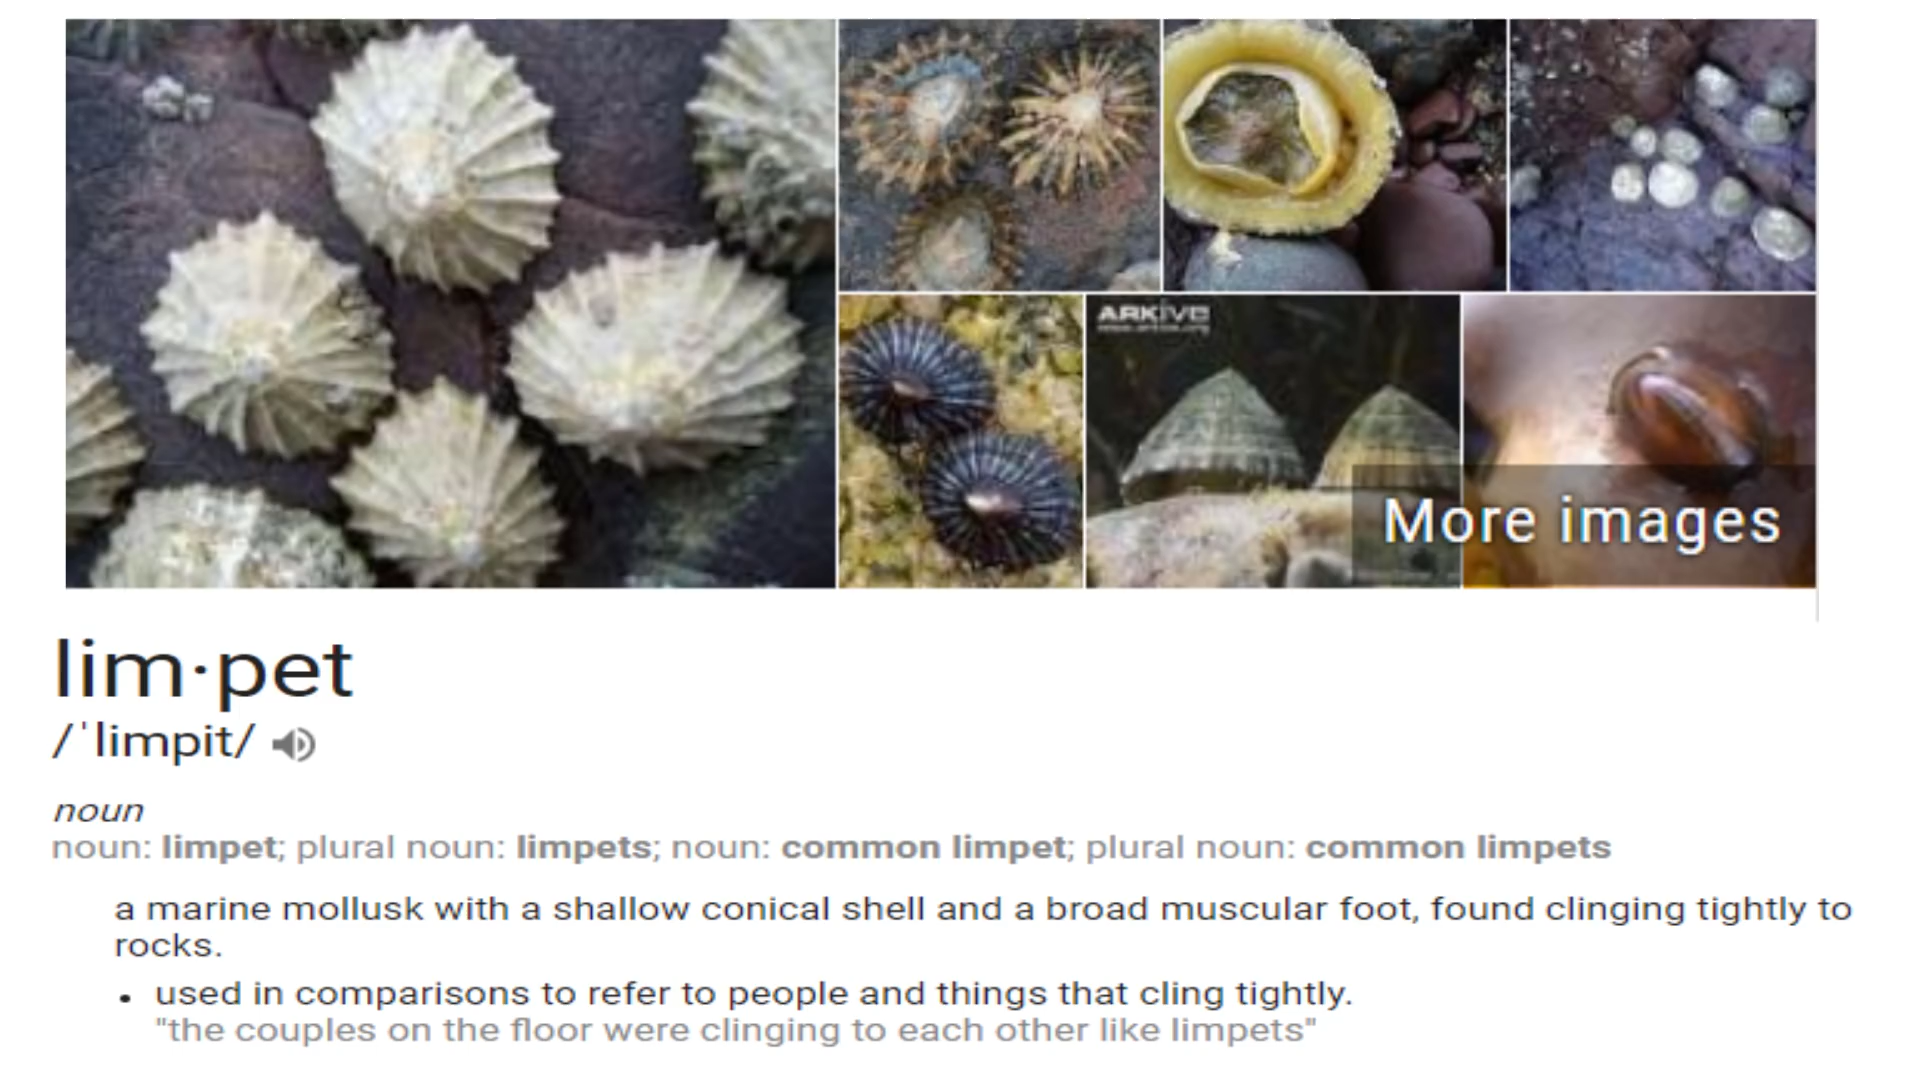 ARKIVE
www.arkive.org
More images
lim·pet
/ˈlimpit/
noun
noun: limpet; plural noun: limpets; noun: common limpet; plural noun: common limpets
a marine mollusk with a shallow conical shell and a broad muscular foot, found clinging tightly to
rocks.
• used in comparisons to refer to people and things that cling tightly.
"the couples on the floor were clinging to each other like limpets"